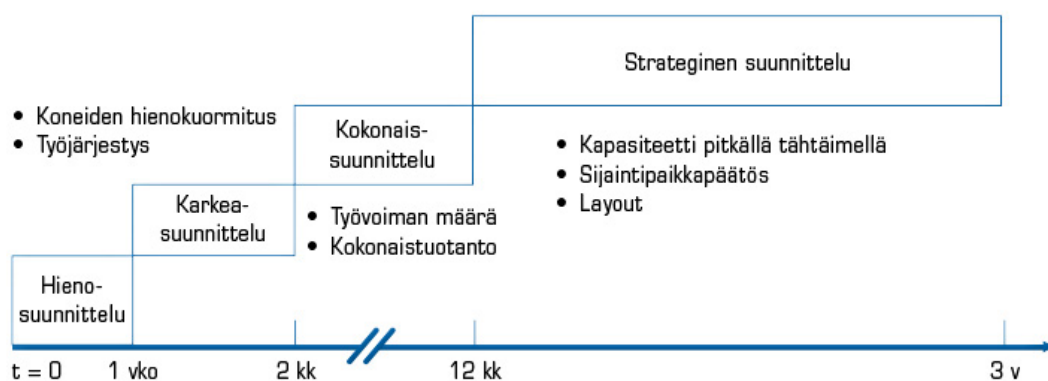 Strateginen suunnittelu
• Koneiden hienokuormitus
• Työjärjestys
Kokonais-
suunnittelu
• Kapasiteetti pitkällä tähtäimellä
• Sijaintipaikkapäätös
• Layout
Karkea-
suunnittelu
• Työvoiman määrä
• Kokonaistuotanto
Hieno-
suunnittelu
t = 0 1 vko 2 kk 12 kk 3 v